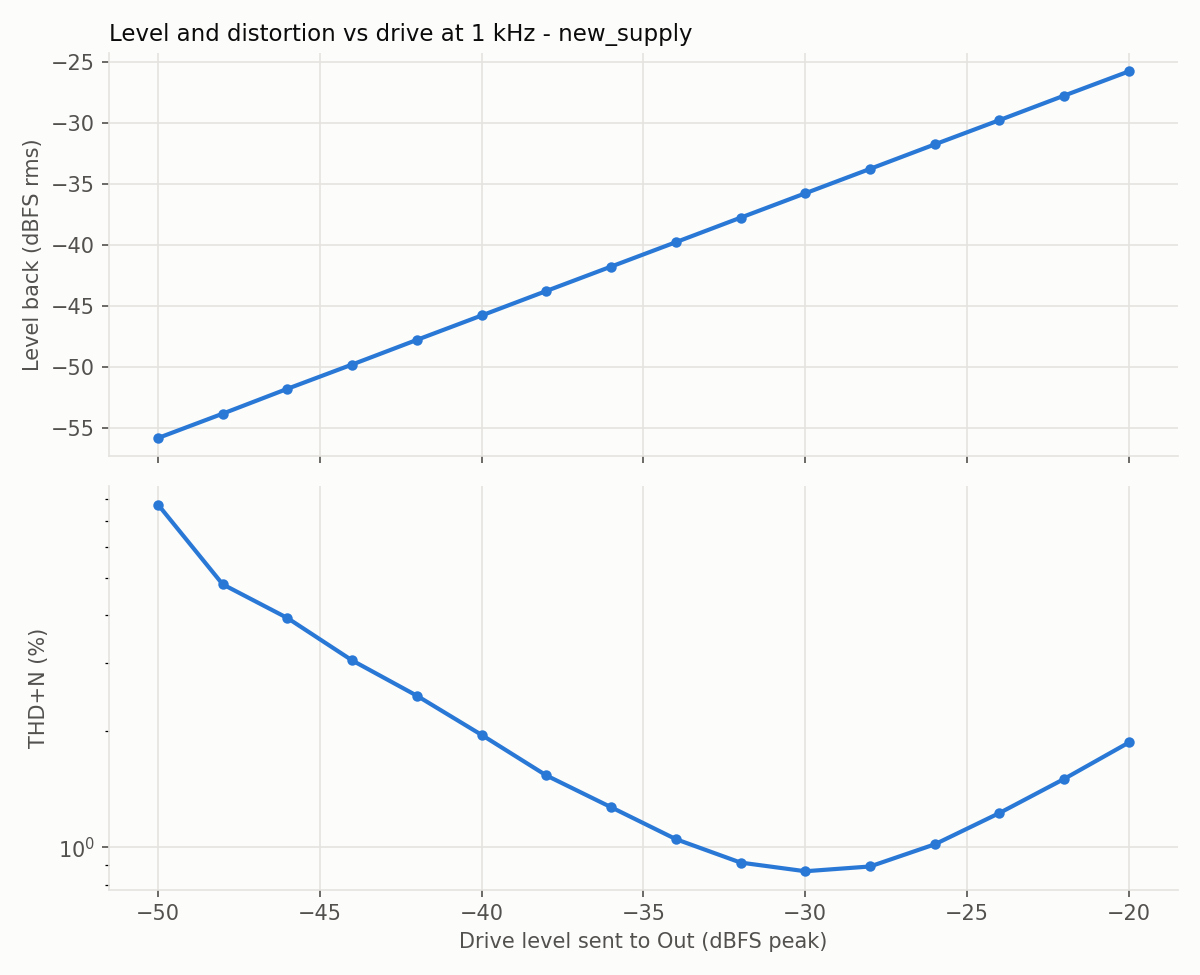 Level and distortion vs drive at 1 kHz - new_supply
−25
−30
−35
−40
−45
−50
−55
Level back (dBFS rms)
10⁰
THD+N (%)
−50 −45 −40 −35 −30 −25 −20
Drive level sent to Out (dBFS peak)